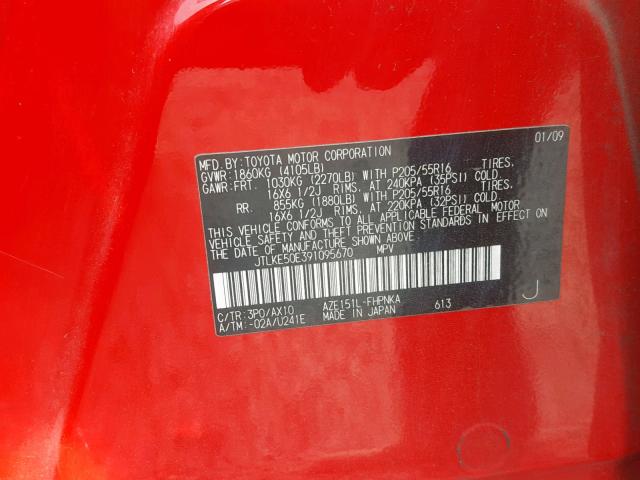 MFD. BY: TOYOTA MOTOR CORPORATION 01/09
GVWR: 1860KG (4105LB)
GAWR: FRT. 1030KG (2270LB) WITH P205/55R16 TIRES,
16X6 1/2J RIMS, AT 240KPA (35PSI) COLD.
RR. 855KG (1880LB) WITH P205/55R16 TIRES,
16X6 1/2J RIMS, AT 220KPA (32PSI) COLD.
THIS VEHICLE CONFORMS TO ALL APPLICABLE FEDERAL MOTOR
VEHICLE SAFETY AND THEFT PREVENTION STANDARDS IN EFFECT ON
THE DATE OF MANUFACTURE SHOWN ABOVE.
JTLKE50E391095670 MPV
C/TR: 3P0/AX10 AZE151L-FHPNKA 613
A/TM: -02A/U241E MADE IN JAPAN J